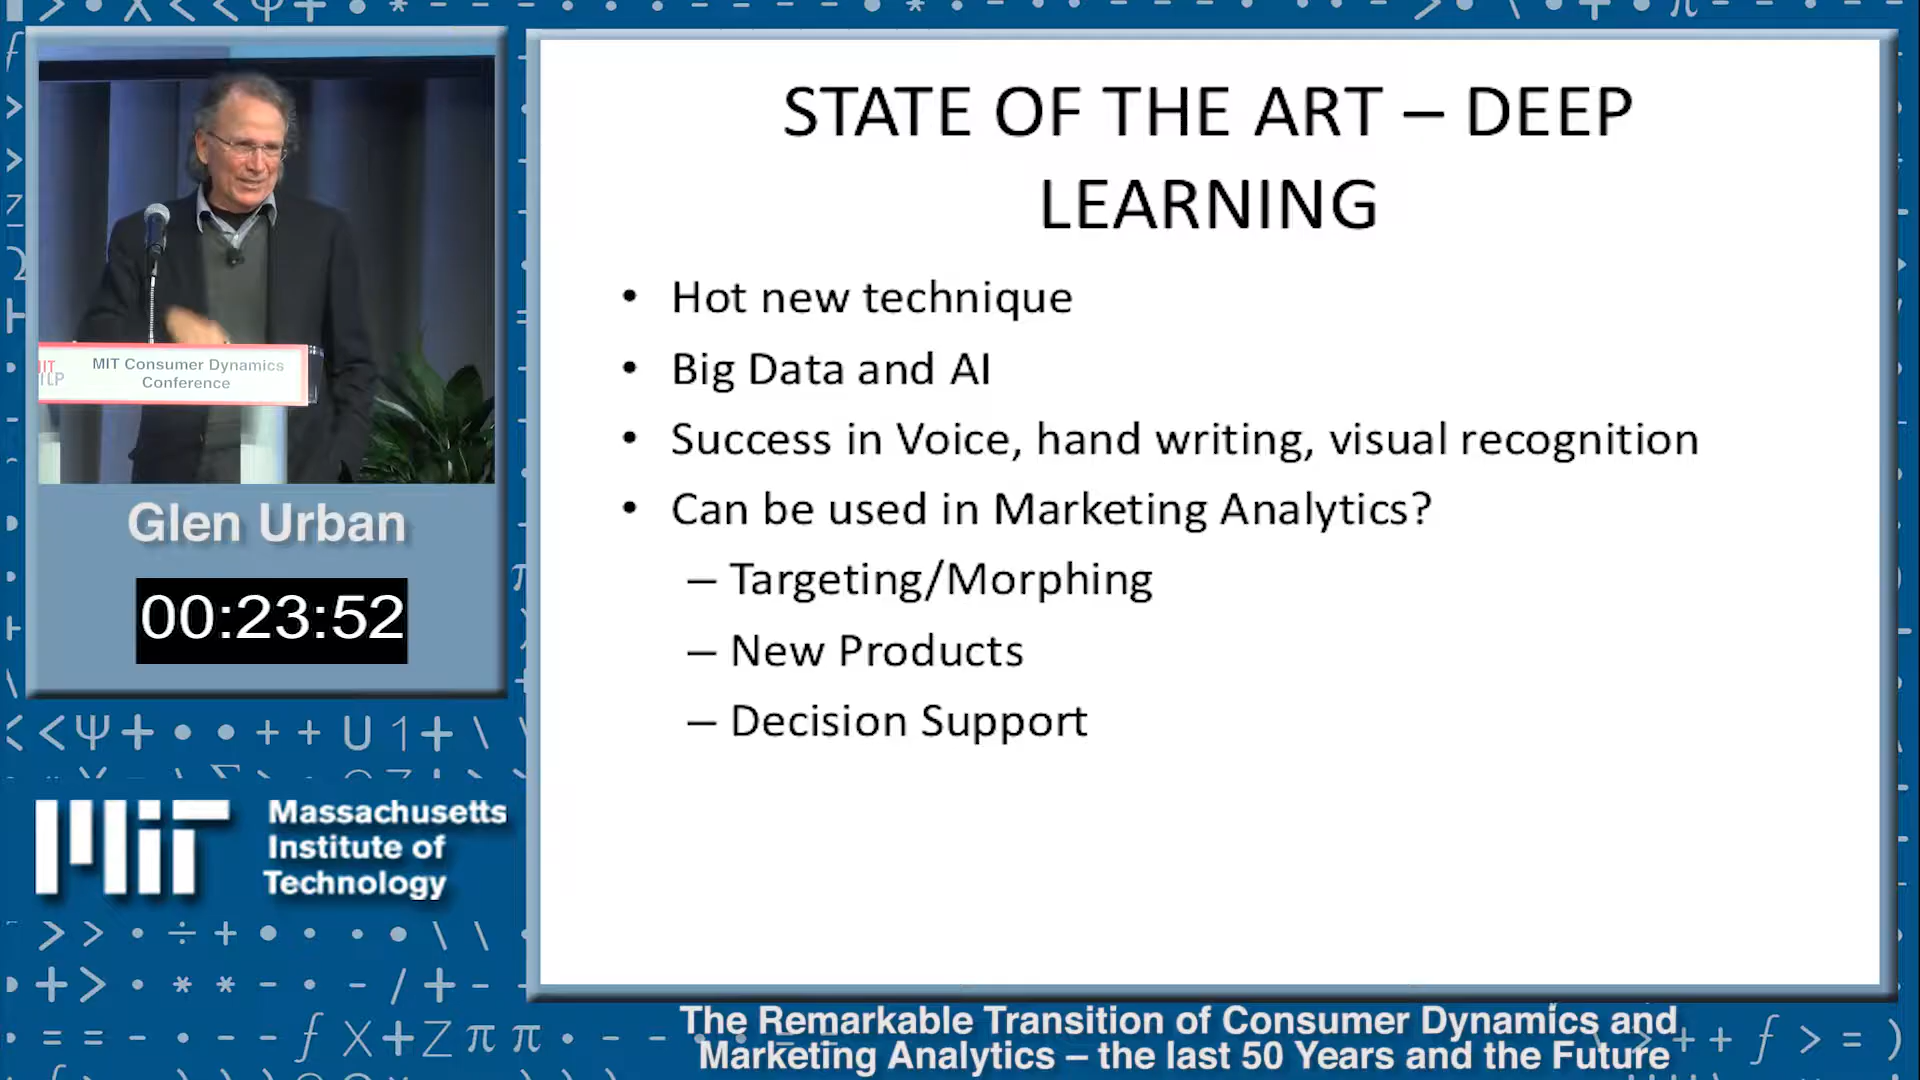 STATE OF THE ART – DEEP
LEARNING
• Hot new technique
• Big Data and AI
• Success in Voice, hand writing, visual recognition
• Can be used in Marketing Analytics?
– Targeting/Morphing
– New Products
– Decision Support
MIT Consumer Dynamics
Conference
Glen Urban
00:23:52
MIT
Massachusetts
Institute of
Technology
The Remarkable Transition of Consumer Dynamics and
Marketing Analytics – the last 50 Years and the Future